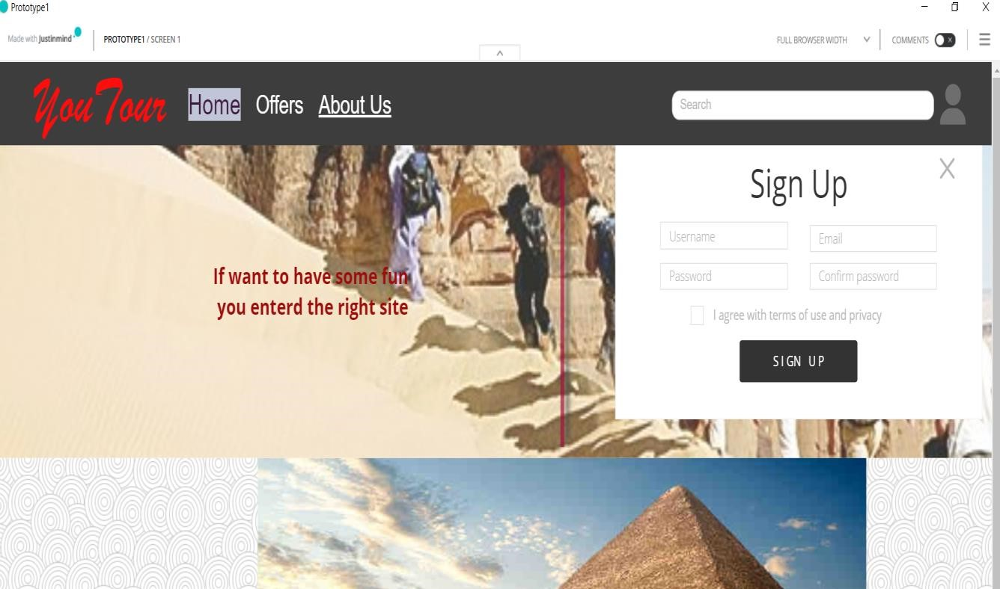 Prototype1
Made with Justinmind
PROTOTYPE1 / SCREEN 1
FULL BROWSER WIDTH
COMMENTS
X
YouTour
Home Offers About Us
Search
Sign Up
X
Username
Email
Password
Confirm password
I agree with terms of use and privacy
SIGN UP
If want to have some fun
you enterd the right site